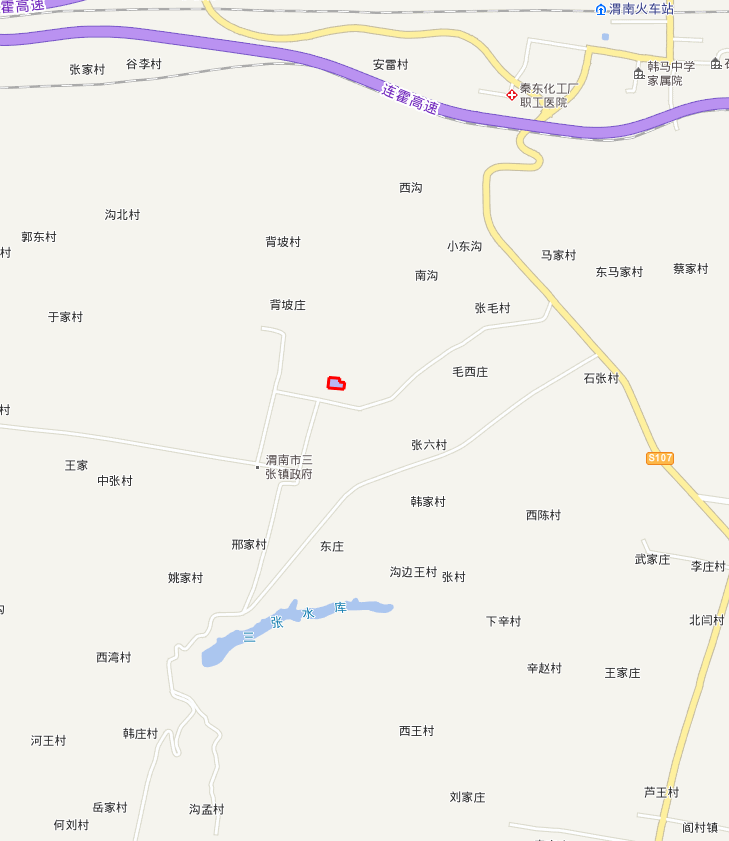 霍高速
渭南火车站
张家村
谷李村
安雷村
韩马中学
家属院
秦东化工厂
职工医院
连霍高速
西沟
沟北村
郭东村
背坡村
小东沟
马家村
村
南沟
东马家村
蔡家村
背坡庄
张毛村
于家村
毛西庄
石张村
村
张六村
S107
王家
渭南市三
张镇政府
中张村
韩家村
西陈村
邢家村
东庄
武家庄
李庄村
姚家村
沟边王村
张村
三张水库
下辛村
北闫村
西湾村
辛赵村
王家庄
韩庄村
西王村
河王村
岳家村
沟孟村
刘家庄
芦王村
何刘村
阎村镇